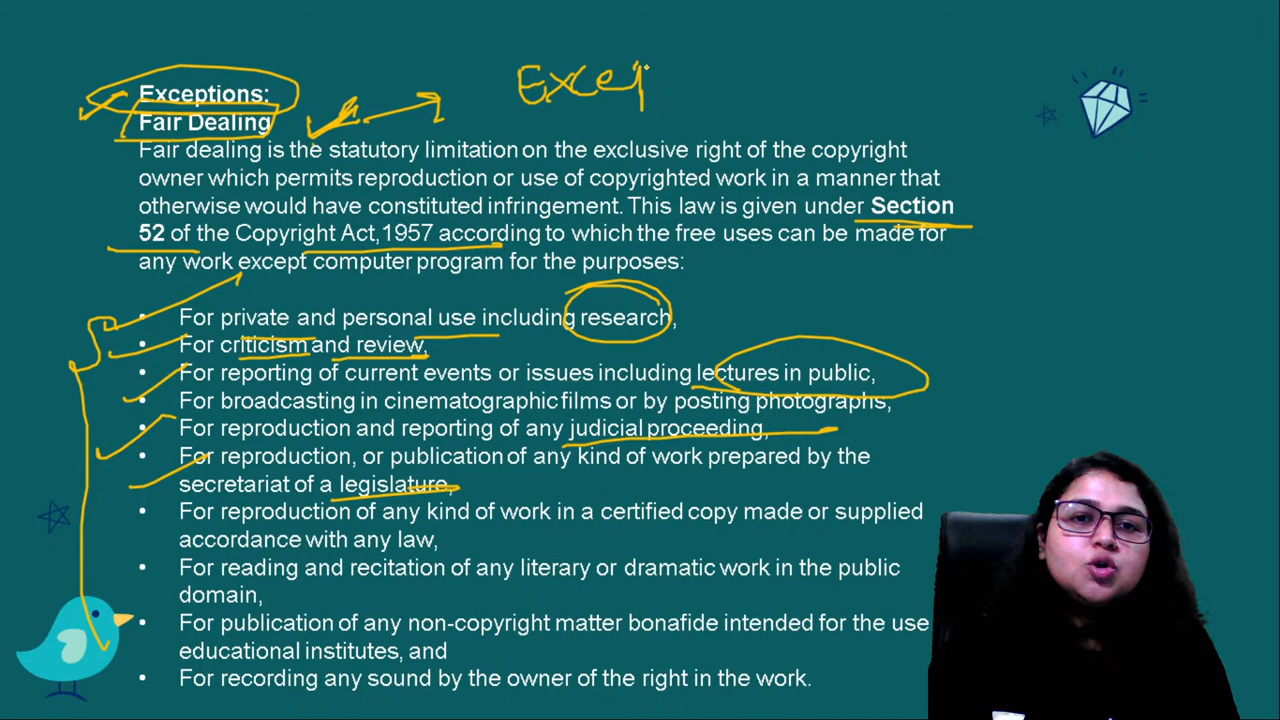 Excep
Exceptions:
Fair Dealing
Fair dealing is the statutory limitation on the exclusive right of the copyright
owner which permits reproduction or use of copyrighted work in a manner that
otherwise would have constituted infringement. This law is given under Section
52 of the Copyright Act,1957 according to which the free uses can be made for
any work except computer program for the purposes:
• For private and personal use including research,
• For criticism and review,
• For reporting of current events or issues including lectures in public,
• For broadcasting in cinematographic films or by posting photographs,
• For reproduction and reporting of any judicial proceeding,
• For reproduction, or publication of any kind of work prepared by the
secretariat of a legislature,
• For reproduction of any kind of work in a certified copy made or supplied
accordance with any law,
• For reading and recitation of any literary or dramatic work in the public
domain,
• For publication of any non-copyright matter bonafide intended for the use
educational institutes, and
• For recording any sound by the owner of the right in the work.